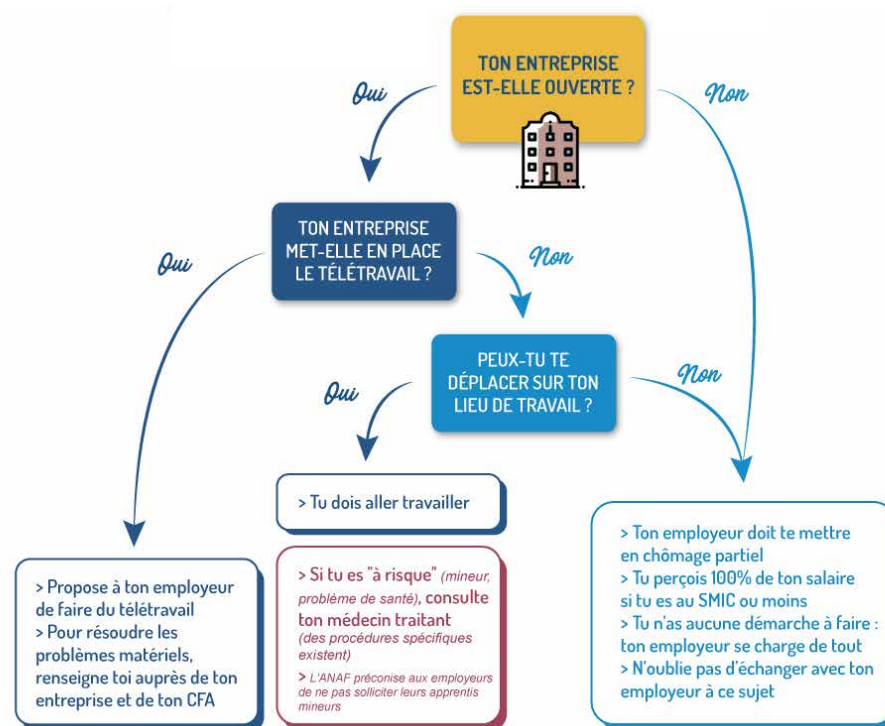 TON ENTREPRISE
EST-ELLE OUVERTE ?
Oui
Non
TON ENTREPRISE
MET-ELLE EN PLACE
LE TÉLÉTRAVAIL ?
Oui
Non
PEUX-TU TE
DÉPLACER SUR TON
LIEU DE TRAVAIL ?
Oui
Non
> Propose à ton employeur
de faire du télétravail
> Pour résoudre les
problèmes matériels,
renseigne toi auprès de ton
entreprise et de ton CFA
> Tu dois aller travailler
> Si tu es "à risque" (mineur,
problème de santé), consulte
ton médecin traitant
(des procédures spécifiques
existent)
> L'ANAF préconise aux employeurs
de ne pas solliciter leurs apprentis
mineurs
> Ton employeur doit te mettre
en chômage partiel
> Tu perçois 100% de ton salaire
si tu es au SMIC ou moins
> Tu n'as aucune démarche à faire :
ton employeur se charge de tout
> N'oublie pas d'échanger avec ton
employeur à ce sujet